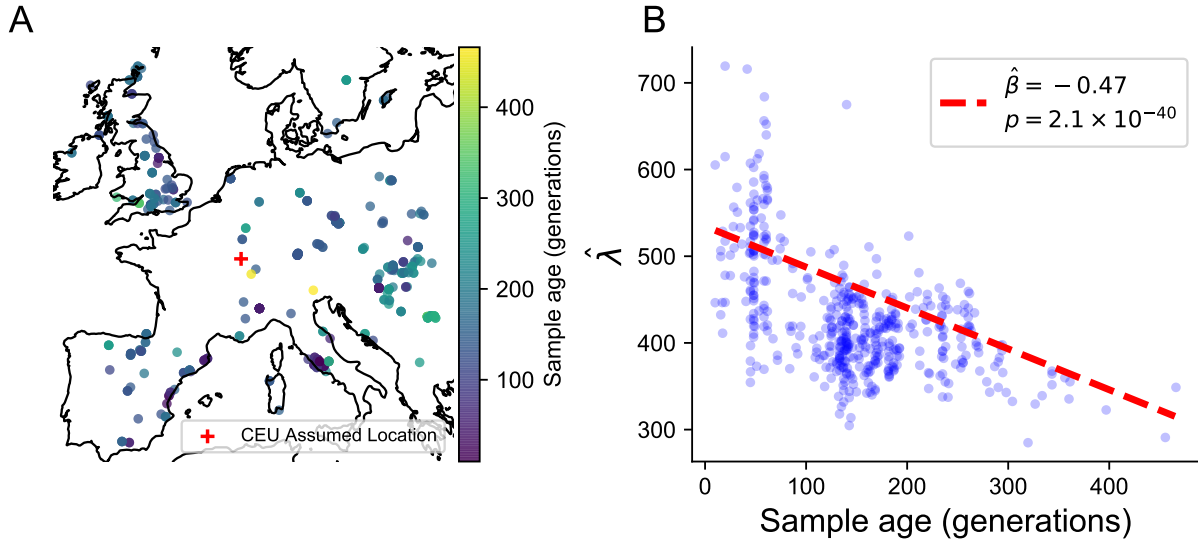 A
400
300
200
100
Sample age (generations)
CEU Assumed Location
B
700
600
500
400
300
λ̂
β̂ = −0.47
p = 2.1 × 10⁻⁴⁰
0 100 200 300 400
Sample age (generations)